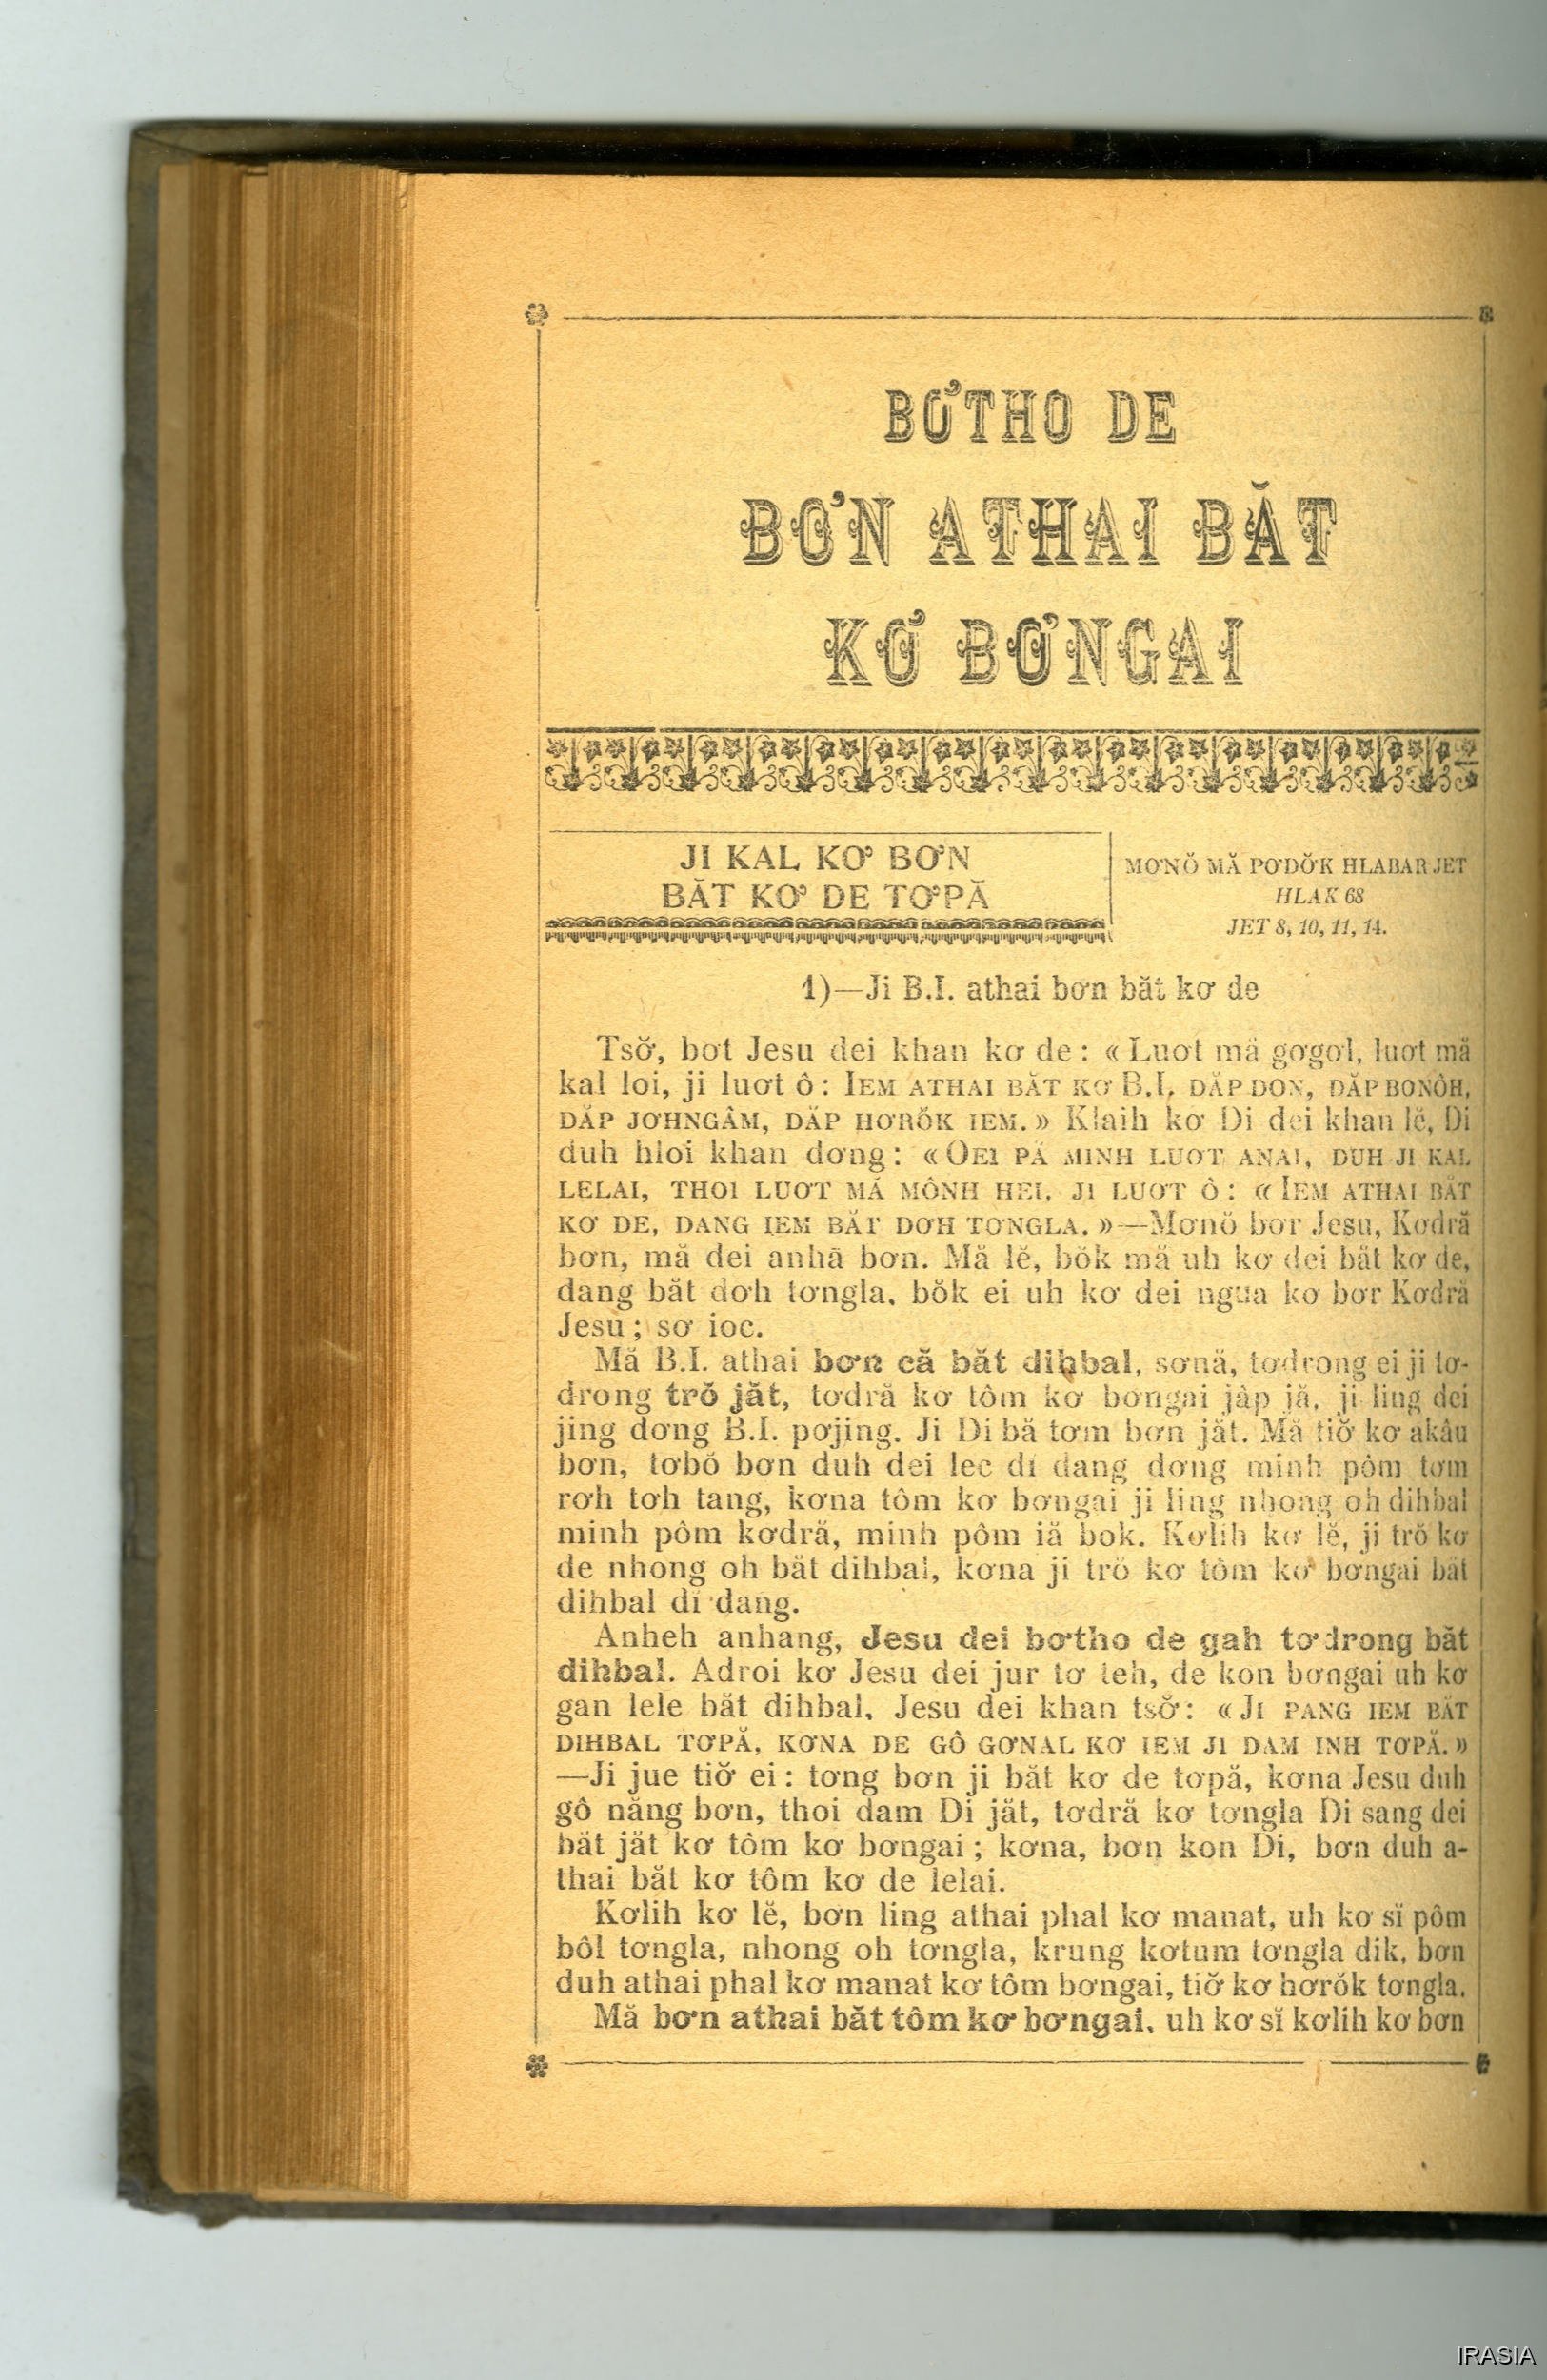 BƠTHO DE
BƠN ATHAI BĂT
KƠ BƠNGAI
JI KAL KƠ BƠN
BĂT KƠ DE TƠPĂ
MƠNŎ MĂ PƠDƠ̆K HLABAR JET
HLAK 68
JET 8, 10, 11, 14.
1)—Ji B.I. athai bơn băt kơ de
Tsơ̆, bơt Jesu dei khan kơ de : « Luơt mă gơgơl, luơt mă
kal loi, ji luơt ô : IEM ATHAI BĂT KƠ B.I. DĂP DON, DĂP BONÔH,
DĂP JƠHNGÂM, DĂP HƠRŎK IEM. » Klaih kơ Di dei khan lĕ, Di
duh hloi khan dơng : « OEI PĂ MINH LUƠT ANAI, DUH JI KAL
LELAI, THOI LUƠT MĂ MÔNH HEI, JI LUƠT Ô : « IEM ATHAI BĂT
KƠ DE, DANG IEM BĂT DƠH TƠNGLA. »—Mơnŏ bơr Jesu, Kơdră
bơn, mă dei anhă bơn. Mă lĕ, bŏk mă uh kơ dei băt kơ de,
dang băt dơh tơngla, bŏk ei uh kơ dei ngua kơ bơr Kơdră
Jesu ; sơ ioc.
Mă B.I. athai bơn că băt dihbal, sơnă, tơdrong ei ji tơ-
drong trŏ jăt, tơdră kơ tôm kơ bơngai jăp jă, ji ling dei
jing dơng B.I. pơjing. Ji Di bă tơm bơn jăt. Mă tiơ̆ kơ akâu
bơn, tơbŏ bơn duh dei lec di dang dơng minh pôm tơm
rơh tơh tang, kơna tôm kơ bơngai ji ling nhong oh dihbal
minh pôm kơdră, minh pôm iă bok. Kơlih kơ lĕ, ji trŏ kơ
de nhong oh băt dihbal, kơna ji trŏ kơ tôm kơ bơngai băt
dihbal di dang.
Anheh anhang, Jesu dei bơtho de gah tơdrong băt
dihbal. Adroi kơ Jesu dei jur tơ teh, de kon bơngai uh kơ
gan lele băt dihbal, Jesu dei khan tsơ̆ : « JI PANG IEM BĂT
DIHBAL TƠPĂ, KƠNA DE GÔ GƠNAL KƠ IEM JI DAM INH TƠPĂ. »
—Ji jue tiơ̆ ei : tơng bơn ji băt kơ de tơpă, kơna Jesu duh
gô năng bơn, thoi dam Di jăt, tơdră kơ tơngla Di sang dei
băt jăt kơ tôm kơ bơngai ; kơna, bơn kon Di, bơn duh a-
thai băt kơ tôm kơ de lelai.
Kơlih kơ lĕ, bơn ling athai phal kơ manat, uh kơ sĭ pôm
bôl tơngla, nhong oh tơngla, krung kơtum tơngla dik, bơn
duh athai phal kơ manat kơ tôm bơngai, tiơ̆ kơ hơrŏk tơngla.
Mă bơn athai băt tôm kơ bơngai, uh kơ sĭ kơlih kơ bơn
IRASIA